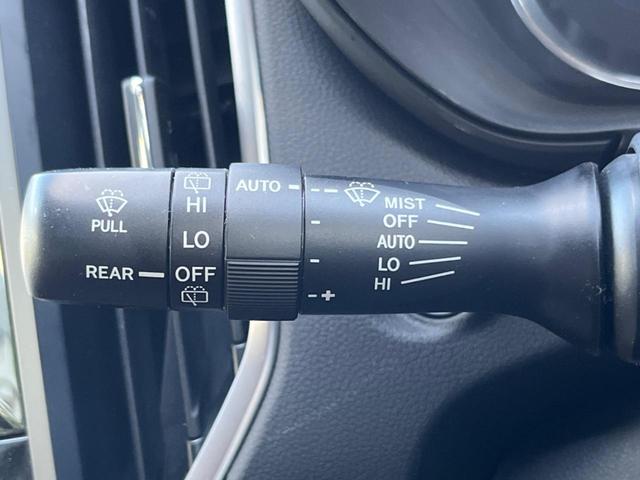 PULL
REAR
HI
LO
OFF
AUTO
- +
MIST
OFF
AUTO
LO
HI